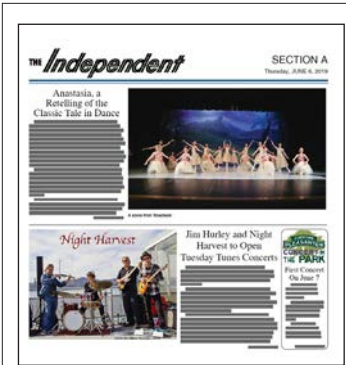 THE Independent
SECTION A
Thursday, JUNE 6, 2019
Anastasia, a
Retelling of the
Classic Tale in Dance
A scene from 'Anastasia'
Night Harvest
Jim Hurley and Night
Harvest to Open
Tuesday Tunes Concerts
PLEASANTON
CONCERTS
IN
THE PARK
First Concert
On June 7